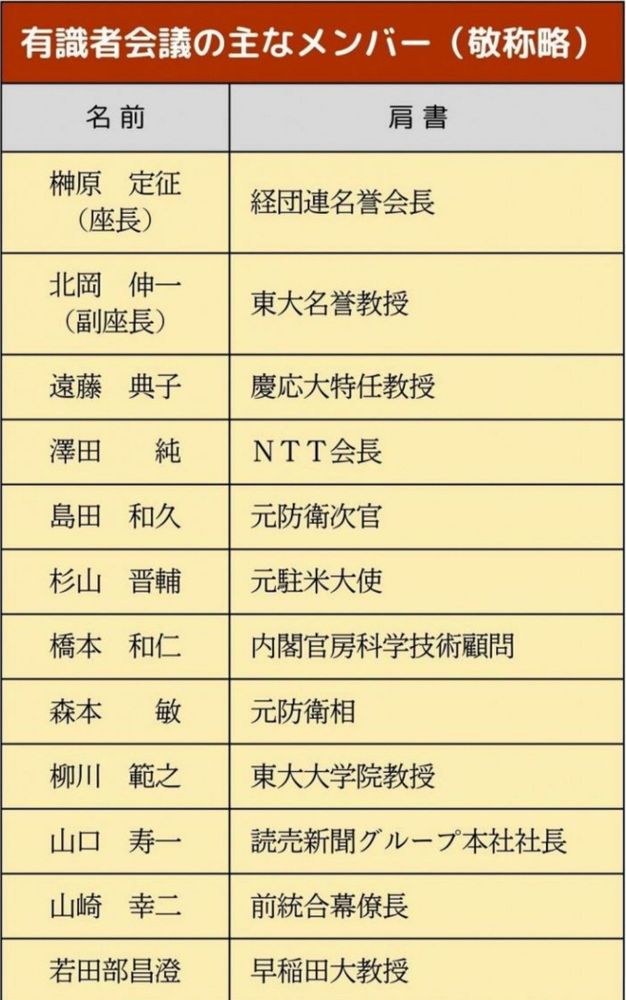 有識者会議の主なメンバー（敬称略）
名前　肩書
榊原　定征
（座長）　経団連名誉会長
北岡　伸一
（副座長）　東大名誉教授
遠藤　典子　慶応大特任教授
澤田　　純　ＮＴＴ会長
島田　和久　元防衛次官
杉山　晋輔　元駐米大使
橋本　和仁　内閣官房科学技術顧問
森本　　敏　元防衛相
柳川　範之　東大大学院教授
山口　寿一　読売新聞グループ本社社長
山崎　幸二　前統合幕僚長
若田部昌澄　早稲田大教授